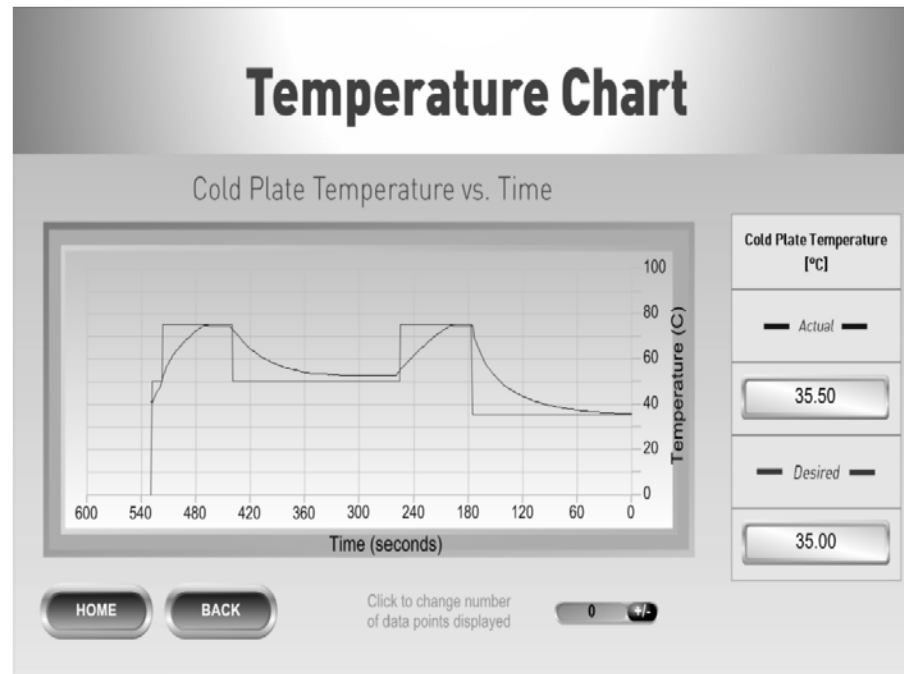 Temperature Chart
Cold Plate Temperature vs. Time
100
80
60
40
20
0
Temperature (C)
600 540 480 420 360 300 240 180 120 60 0
Time (seconds)
Cold Plate Temperature
[ºC]
Actual
35.50
Desired
35.00
HOME
BACK
Click to change number
of data points displayed
0 +/-